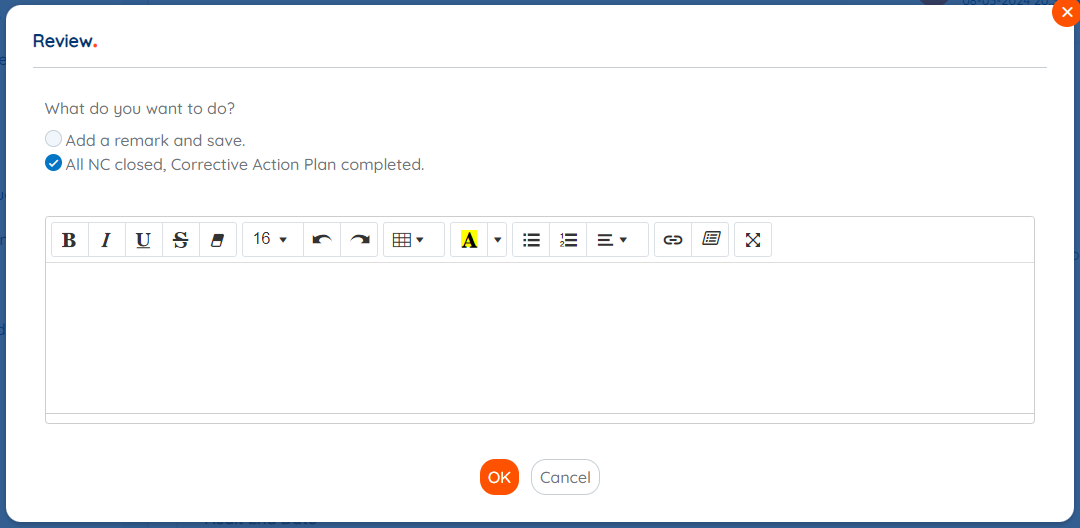 Review.
What do you want to do?
Add a remark and save.
All NC closed, Corrective Action Plan completed.
B I U S 16 A
OK Cancel